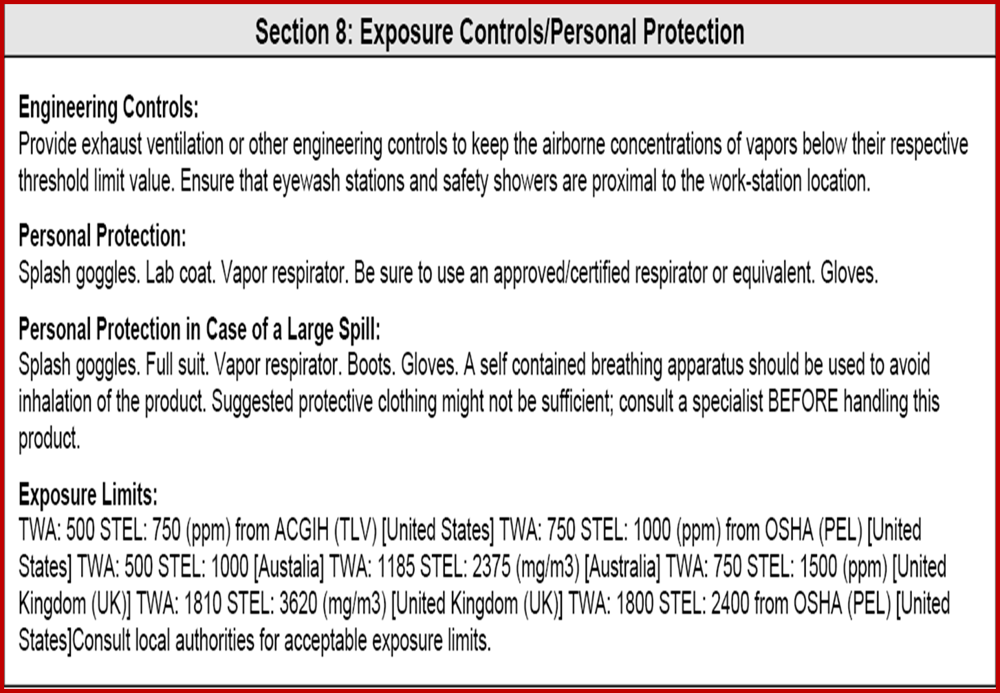 Section 8: Exposure Controls/Personal Protection
Engineering Controls:
Provide exhaust ventilation or other engineering controls to keep the airborne concentrations of vapors below their respective
threshold limit value. Ensure that eyewash stations and safety showers are proximal to the work-station location.
Personal Protection:
Splash goggles. Lab coat. Vapor respirator. Be sure to use an approved/certified respirator or equivalent. Gloves.
Personal Protection in Case of a Large Spill:
Splash goggles. Full suit. Vapor respirator. Boots. Gloves. A self contained breathing apparatus should be used to avoid
inhalation of the product. Suggested protective clothing might not be sufficient; consult a specialist BEFORE handling this
product.
Exposure Limits:
TWA: 500 STEL: 750 (ppm) from ACGIH (TLV) [United States] TWA: 750 STEL: 1000 (ppm) from OSHA (PEL) [United
States] TWA: 500 STEL: 1000 [Austalia] TWA: 1185 STEL: 2375 (mg/m3) [Australia] TWA: 750 STEL: 1500 (ppm) [United
Kingdom (UK)] TWA: 1810 STEL: 3620 (mg/m3) [United Kingdom (UK)] TWA: 1800 STEL: 2400 from OSHA (PEL) [United
States]Consult local authorities for acceptable exposure limits.